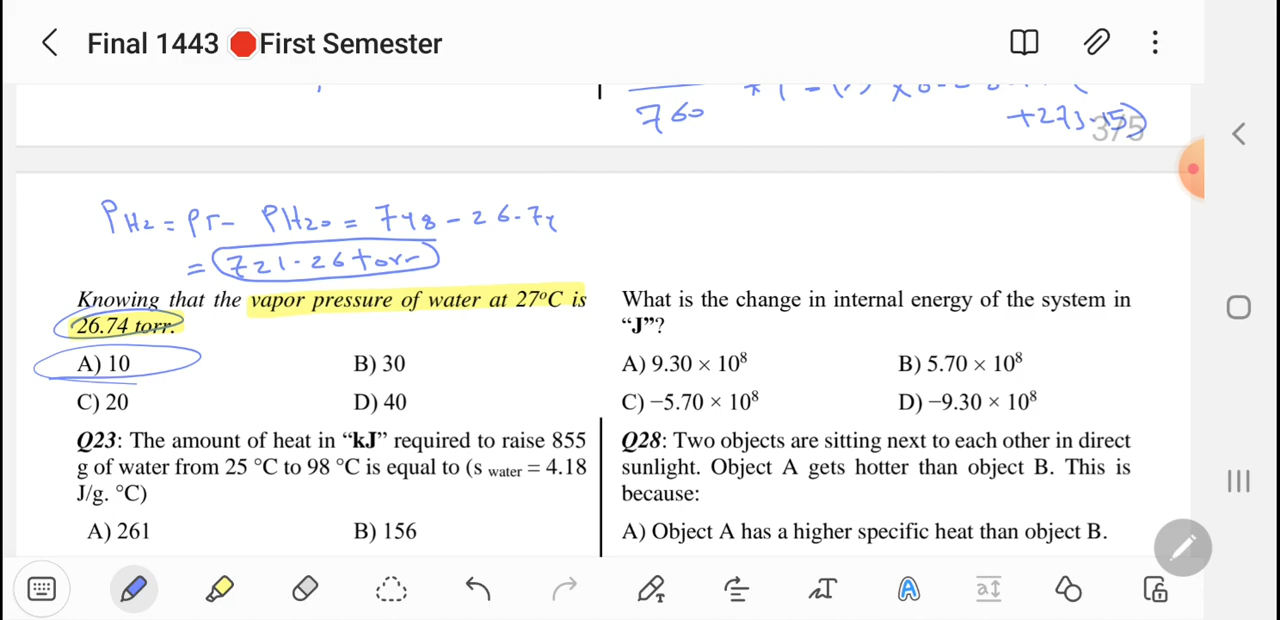 Final 1443 🛑First Semester
760
+273.15)
375
PH2 = PT - PH2O = 748 - 26.74
= 721.26 torr
Knowing that the vapor pressure of water at 27°C is
26.74 torr.
A) 10 B) 30
C) 20 D) 40
Q23: The amount of heat in “kJ” required to raise 855
g of water from 25 °C to 98 °C is equal to (s water = 4.18
J/g. °C)
A) 261 B) 156
What is the change in internal energy of the system in
“J”?
A) 9.30 × 10⁸ B) 5.70 × 10⁸
C) −5.70 × 10⁸ D) −9.30 × 10⁸
Q28: Two objects are sitting next to each other in direct
sunlight. Object A gets hotter than object B. This is
because:
A) Object A has a higher specific heat than object B.